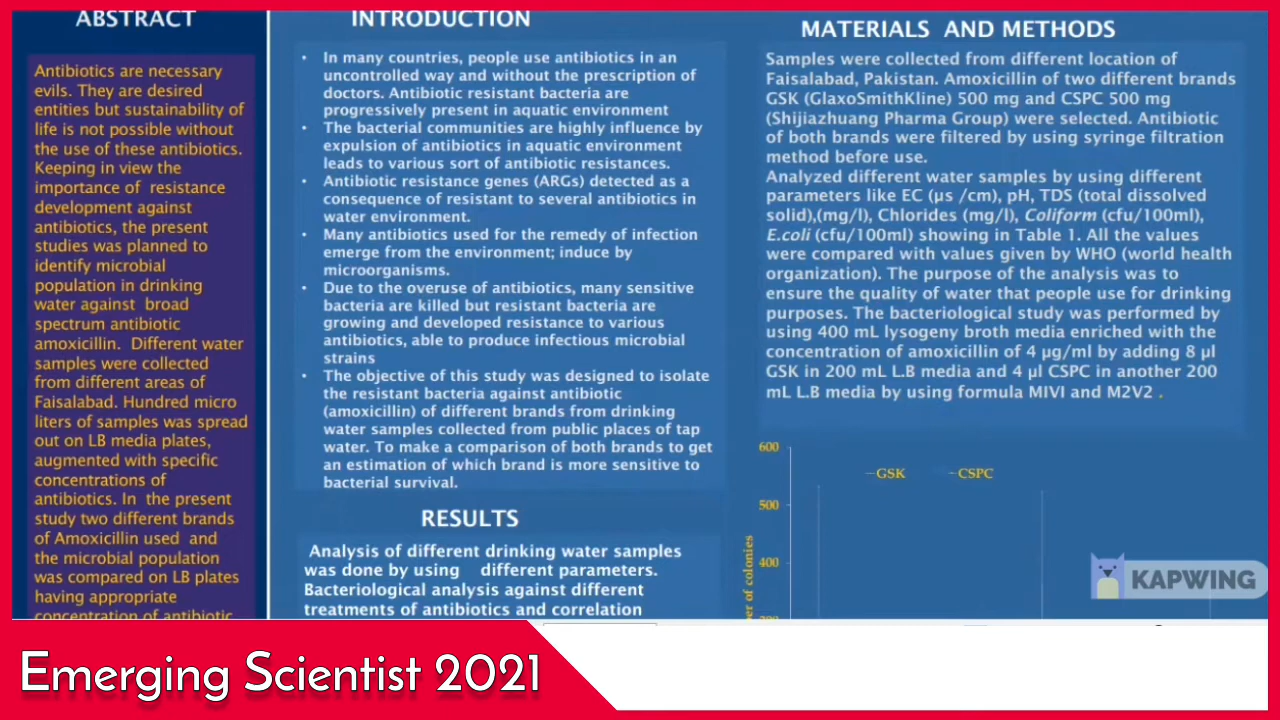 ABSTRACT
Antibiotics are necessary
evils. They are desired
entities but sustainability of
life is not possible without
the use of these antibiotics.
Keeping in view the
importance of resistance
development against
antibiotics, the present
studies was planned to
identify microbial
population in drinking
water against broad
spectrum antibiotic
amoxicillin. Different water
samples were collected
from different areas of
Faisalabad. Hundred micro
liters of samples was spread
out on LB media plates,
augmented with specific
concentrations of
antibiotics. In the present
study two different brands
of Amoxicillin used and
the microbial population
was compared on LB plates
having appropriate
concentration of antibiotic
INTRODUCTION
• In many countries, people use antibiotics in an
uncontrolled way and without the prescription of
doctors. Antibiotic resistant bacteria are
progressively present in aquatic environment
• The bacterial communities are highly influence by
expulsion of antibiotics in aquatic environment
leads to various sort of antibiotic resistances.
• Antibiotic resistance genes (ARGs) detected as a
consequence of resistant to several antibiotics in
water environment.
• Many antibiotics used for the remedy of infection
emerge from the environment; induce by
microorganisms.
• Due to the overuse of antibiotics, many sensitive
bacteria are killed but resistant bacteria are
growing and developed resistance to various
antibiotics, able to produce infectious microbial
strains
• The objective of this study was designed to isolate
the resistant bacteria against antibiotic
(amoxicillin) of different brands from drinking
water samples collected from public places of tap
water. To make a comparison of both brands to get
an estimation of which brand is more sensitive to
bacterial survival.
RESULTS
Analysis of different drinking water samples
was done by using different parameters.
Bacteriological analysis against different
treatments of antibiotics and correlation
MATERIALS AND METHODS
Samples were collected from different location of
Faisalabad, Pakistan. Amoxicillin of two different brands
GSK (GlaxoSmithKline) 500 mg and CSPC 500 mg
(Shijiazhuang Pharma Group) were selected. Antibiotic
of both brands were filtered by using syringe filtration
method before use.
Analyzed different water samples by using different
parameters like EC (µs /cm), pH, TDS (total dissolved
solid),(mg/l), Chlorides (mg/l), Coliform (cfu/100ml),
E.coli (cfu/100ml) showing in Table 1. All the values
were compared with values given by WHO (world health
organization). The purpose of the analysis was to
ensure the quality of water that people use for drinking
purposes. The bacteriological study was performed by
using 400 mL lysogeny broth media enriched with the
concentration of amoxicillin of 4 µg/ml by adding 8 µl
GSK in 200 mL L.B media and 4 µl CSPC in another 200
mL L.B media by using formula MIVI and M2V2 .
600
GSK CSPC
500
400
of colonies
KAPWING
Emerging Scientist 2021